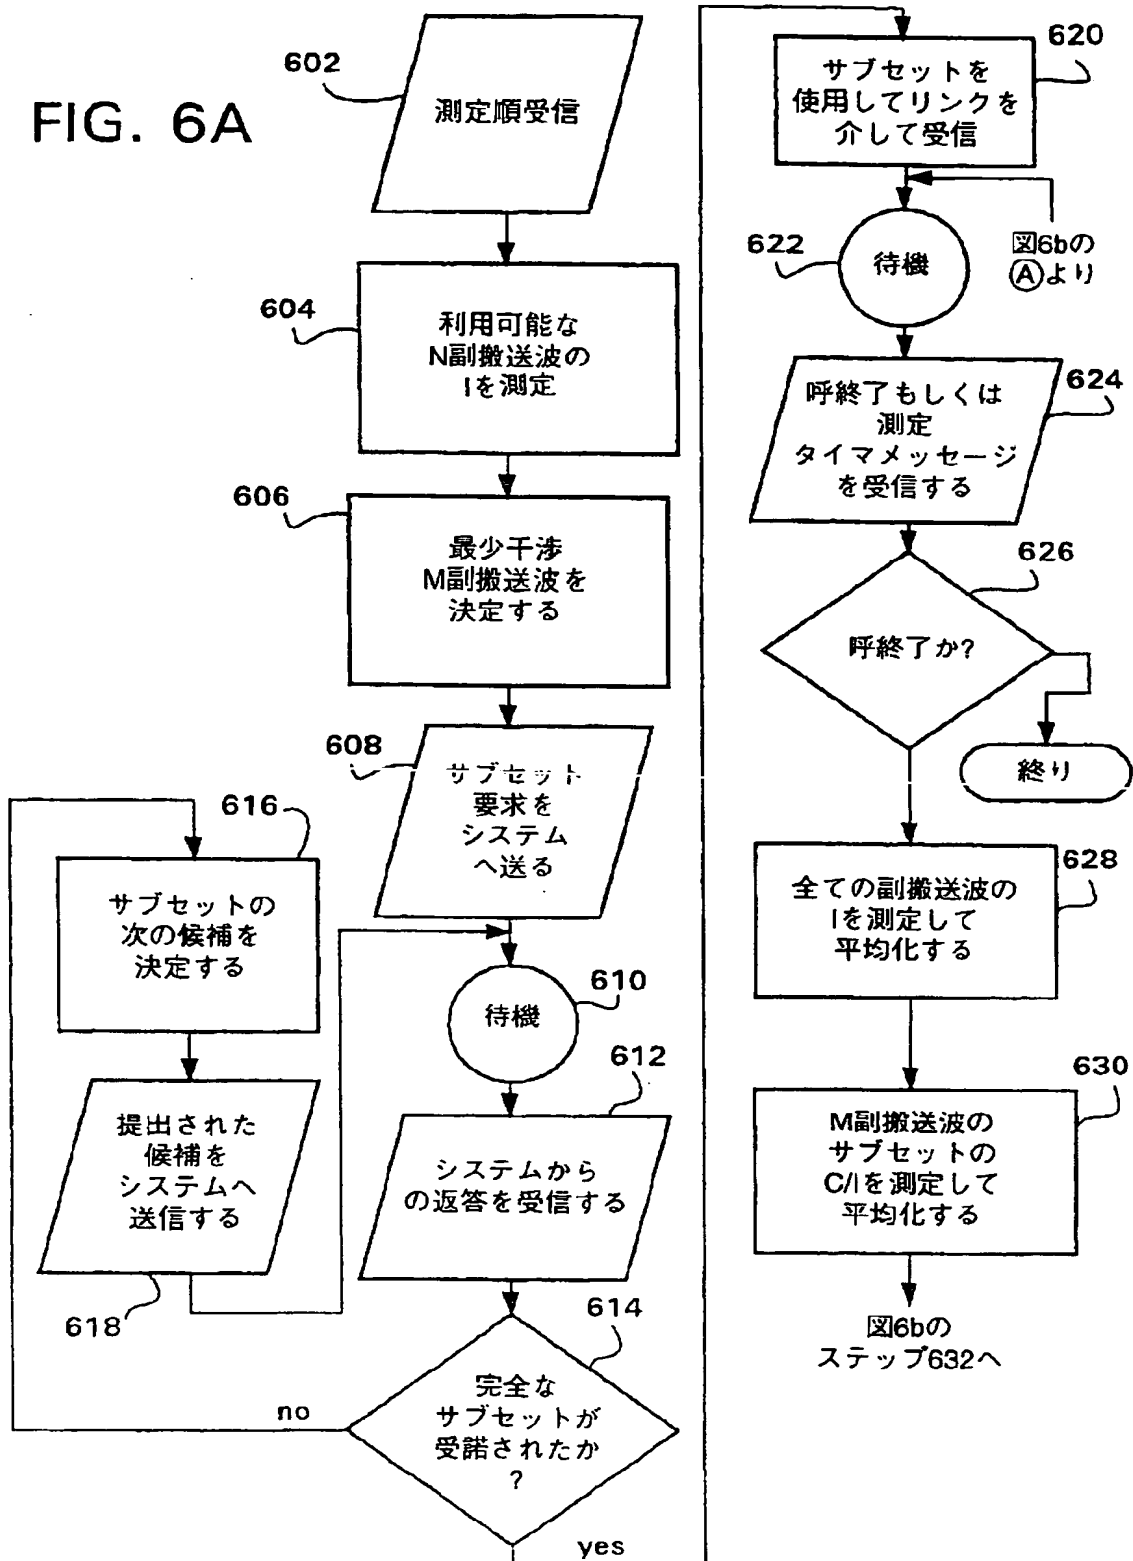 FIG. 6A
602
測定順受信
604
利用可能な
N副搬送波の
Iを測定
606
最少干渉
M副搬送波を
決定する
608
サブセット
要求を
システム
へ送る
610
待機
612
システムから
の返答を受信する
614
完全な
サブセットが
受諾されたか
?
no
yes
616
サブセットの
次の候補を
決定する
提出された
候補を
システムへ
送信する
618
620
サブセットを
使用してリンクを
介して受信
622
待機
図6bの
Ⓐより
624
呼終了もしくは
測定
タイマメッセージ
を受信する
626
呼終了か?
終り
628
全ての副搬送波の
Iを測定して
平均化する
630
M副搬送波の
サブセットの
C/Iを測定して
平均化する
図6bの
ステップ632へ